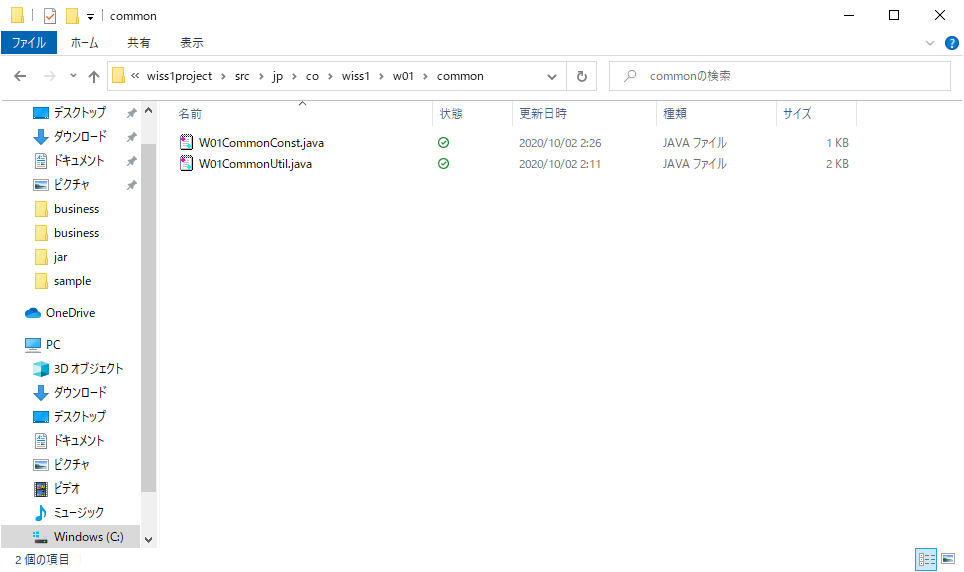 common
ファイル ホーム 共有 表示
« wiss1project › src › jp › co › wiss1 › w01 › common commonの検索
デスクトップ
ダウンロード
ドキュメント
ピクチャ
business
business
jar
sample
OneDrive
PC
3D オブジェクト
ダウンロード
デスクトップ
ドキュメント
ピクチャ
ビデオ
ミュージック
Windows (C:)
名前 状態 更新日時 種類 サイズ
W01CommonConst.java 2020/10/02 2:26 JAVA ファイル 1 KB
W01CommonUtil.java 2020/10/02 2:11 JAVA ファイル 2 KB
2 個の項目